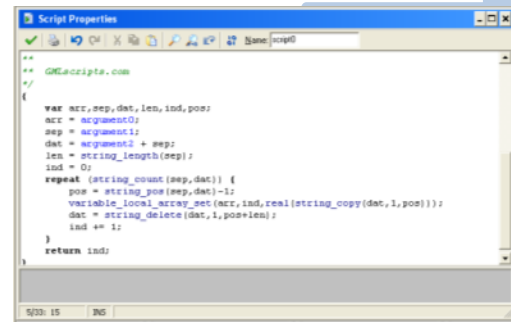 Script Properties
Name: script0
**
** GMLscripts.com
*/
{
var arr,sep,dat,len,ind,pos;
arr = argument0;
sep = argument1;
dat = argument2 + sep;
len = string_length(sep);
ind = 0;
repeat (string_count(sep,dat)) {
pos = string_pos(sep,dat)-1;
variable_local_array_set(arr,ind,real(string_copy(dat,1,pos)));
dat = string_delete(dat,1,pos+len);
ind += 1;
}
return ind;
}
5/33: 15 INS